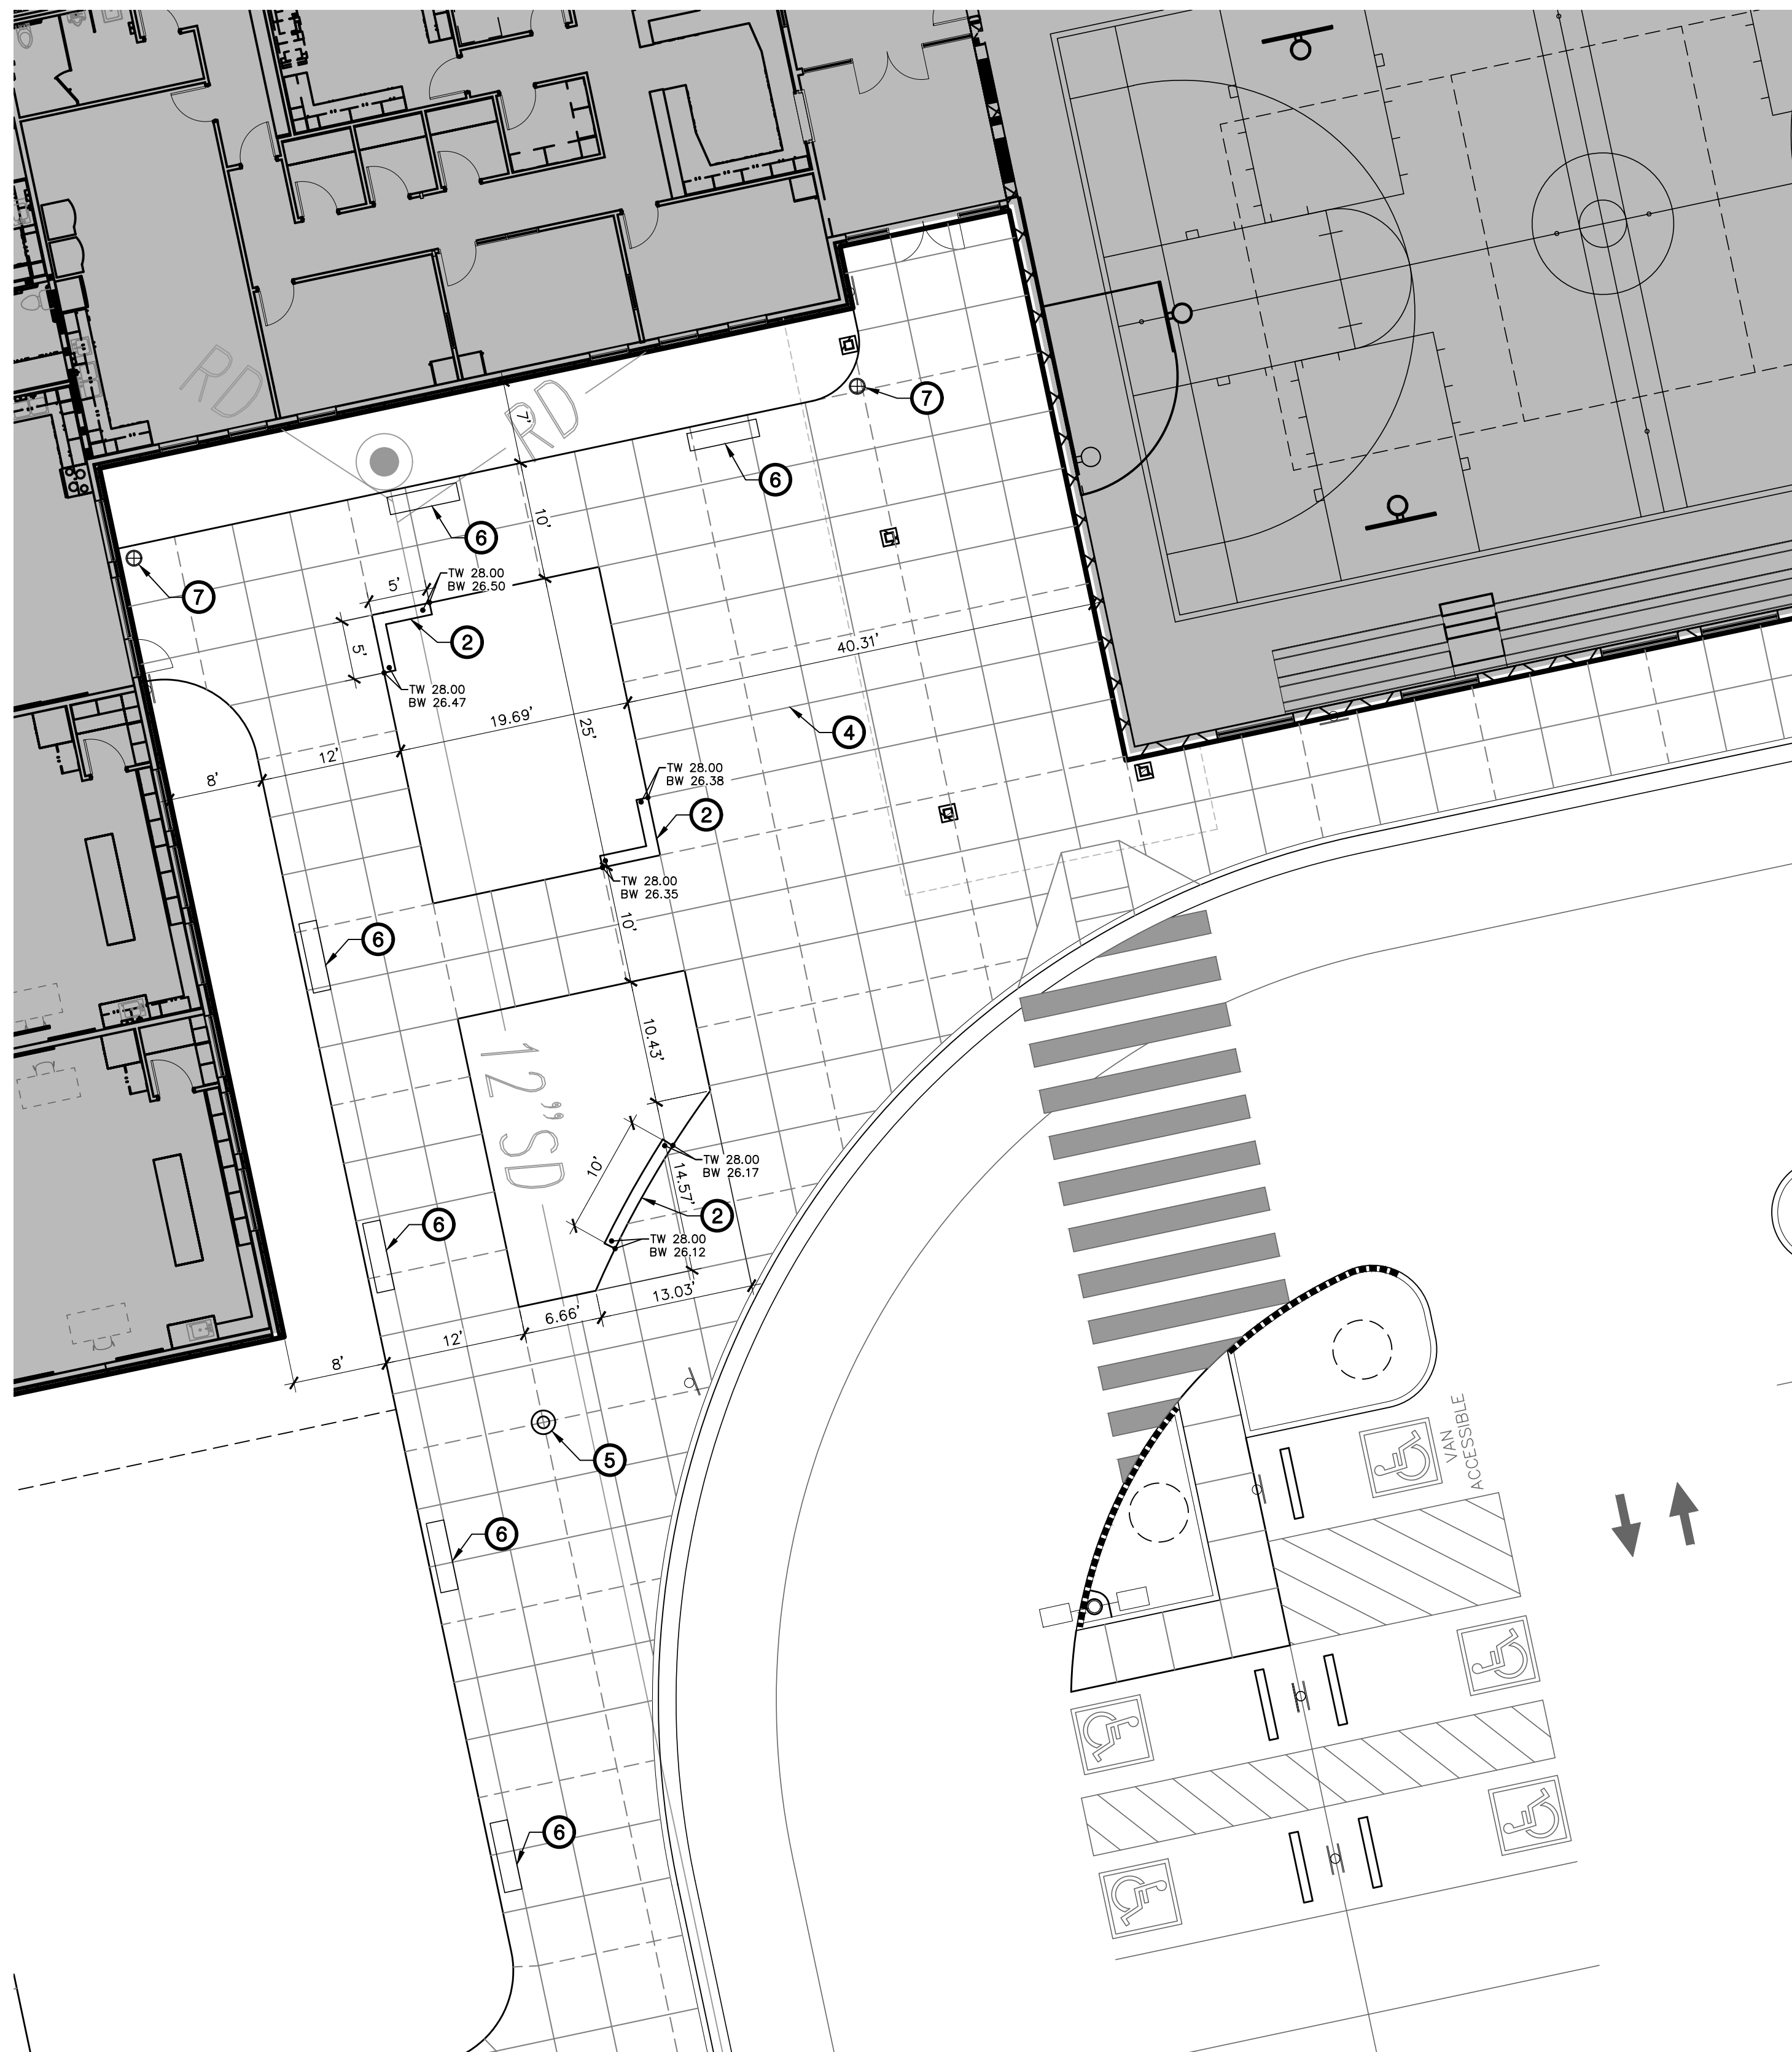 RD
RD
7'
7
6
6
10'
7
5'
TW 28.00
BW 26.50
2
5'
TW 28.00
BW 26.47
40.31'
19.69'
25'
4
12'
8'
TW 28.00
BW 26.38
2
TW 28.00
BW 26.35
10'
6
10.43'
12"SD
10'
TW 28.00
BW 26.17
14.57'
2
6
TW 28.00
BW 26.12
13.03'
6.66'
12'
8'
5
VAN
ACCESSIBLE
6
6